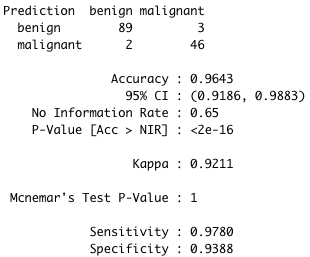 Prediction  benign malignant
  benign        89         3
  malignant      2        46

               Accuracy : 0.9643
                 95% CI : (0.9186, 0.9883)
    No Information Rate : 0.65
    P-Value [Acc > NIR] : <2e-16

                  Kappa : 0.9211

 Mcnemar's Test P-Value : 1

            Sensitivity : 0.9780
            Specificity : 0.9388